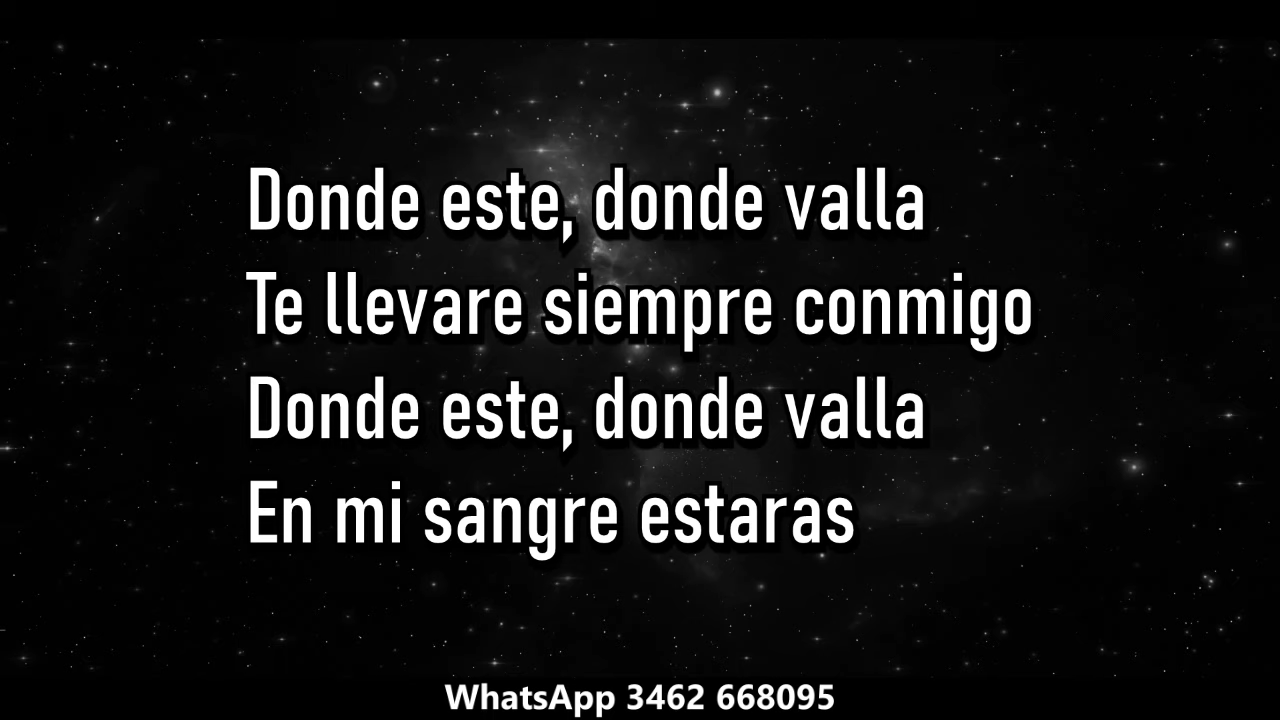 Donde este, donde valla
Te llevare siempre conmigo
Donde este, donde valla
En mi sangre estaras
WhatsApp 3462 668095